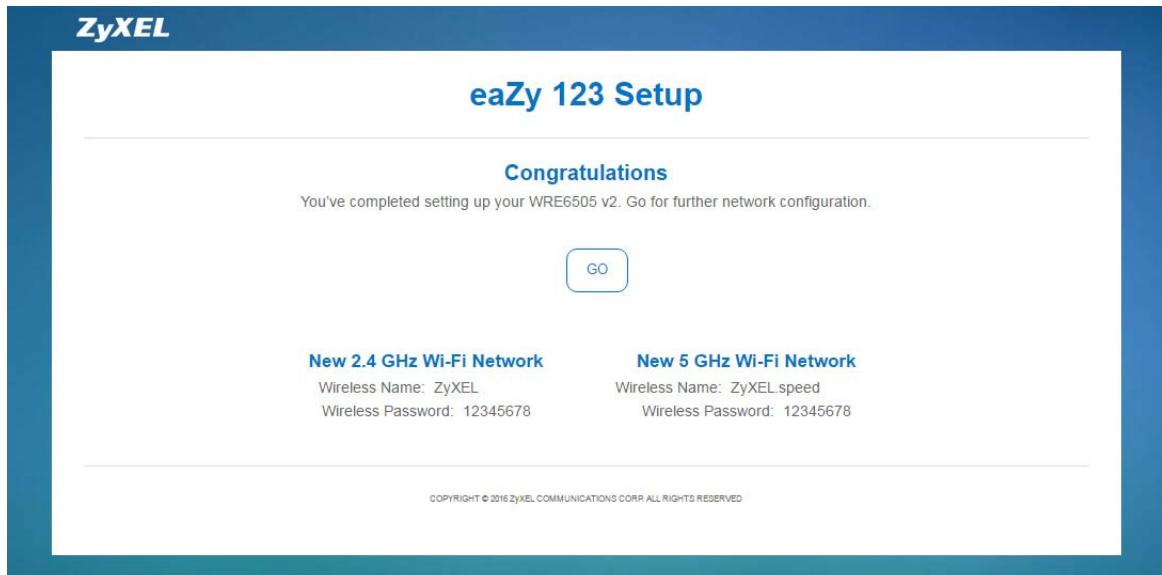 ZyXEL
eaZy 123 Setup
Congratulations
You've completed setting up your WRE6505 v2. Go for further network configuration.
GO
New 2.4 GHz Wi-Fi Network
Wireless Name: ZyXEL
Wireless Password: 12345678
New 5 GHz Wi-Fi Network
Wireless Name: ZyXEL.speed
Wireless Password: 12345678
COPYRIGHT © 2016 ZyXEL COMMUNICATIONS CORP. ALL RIGHTS RESERVED